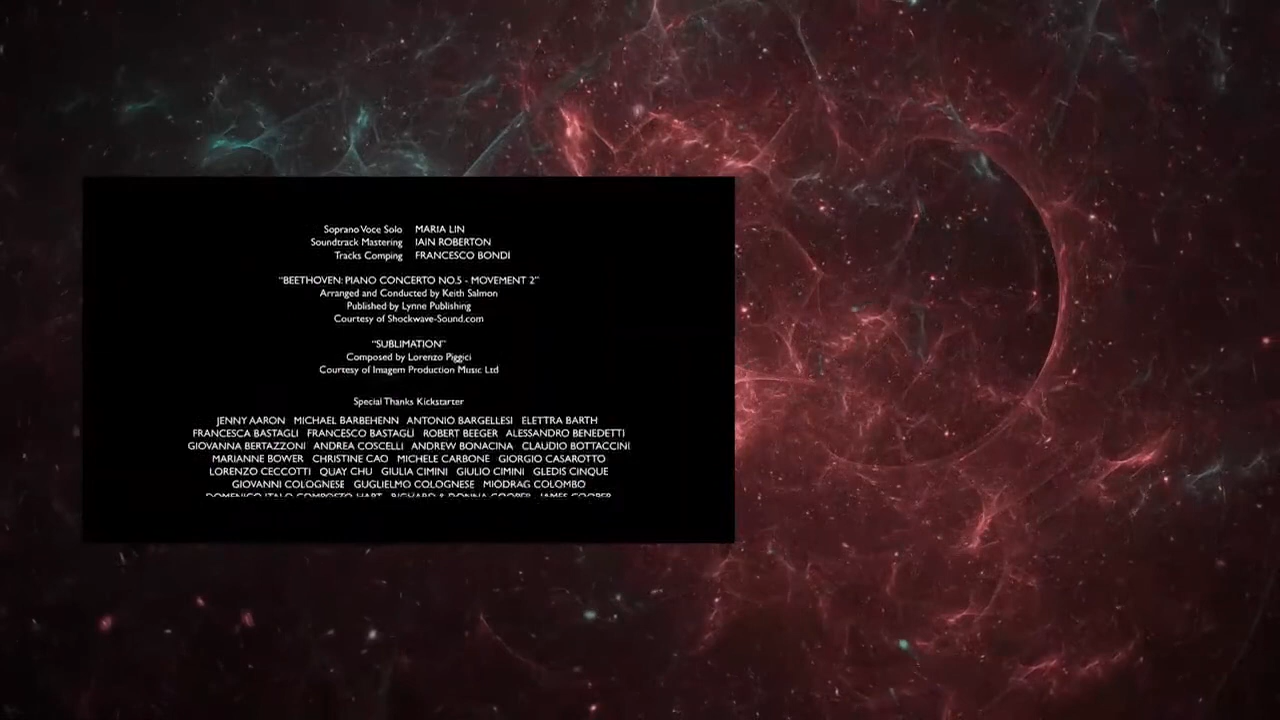 Soprano Voce Solo MARIA LIN
Soundtrack Mastering IAIN ROBERTON
Tracks Comping FRANCESCO BONDI
“BEETHOVEN: PIANO CONCERTO NO.5 - MOVEMENT 2”
Arranged and Conducted by Keith Salmon
Published by Lynne Publishing
Courtesy of Shockwave-Sound.com
“SUBLIMATION”
Composed by Lorenzo Piggici
Courtesy of Imagem Production Music Ltd
Special Thanks Kickstarter
JENNY AARON MICHAEL BARBEHENN ANTONIO BARGELLESI ELETTRA BARTH
FRANCESCA BASTAGLI FRANCESCO BASTAGLI ROBERT BEEGER ALESSANDRO BENEDETTI
GIOVANNA BERTAZZONI ANDREA COSCELLI ANDREW BONACINA CLAUDIO BOTTACCINI
MARIANNE BOWER CHRISTINE CAO MICHELE CARBONE GIORGIO CASAROTTO
LORENZO CECCOTTI QUAY CHU GIULIA CIMINI GIULIO CIMINI GLEDIS CINQUE
GIOVANNI COLOGNESE GUGLIELMO COLOGNESE MIODRAG COLOMBO